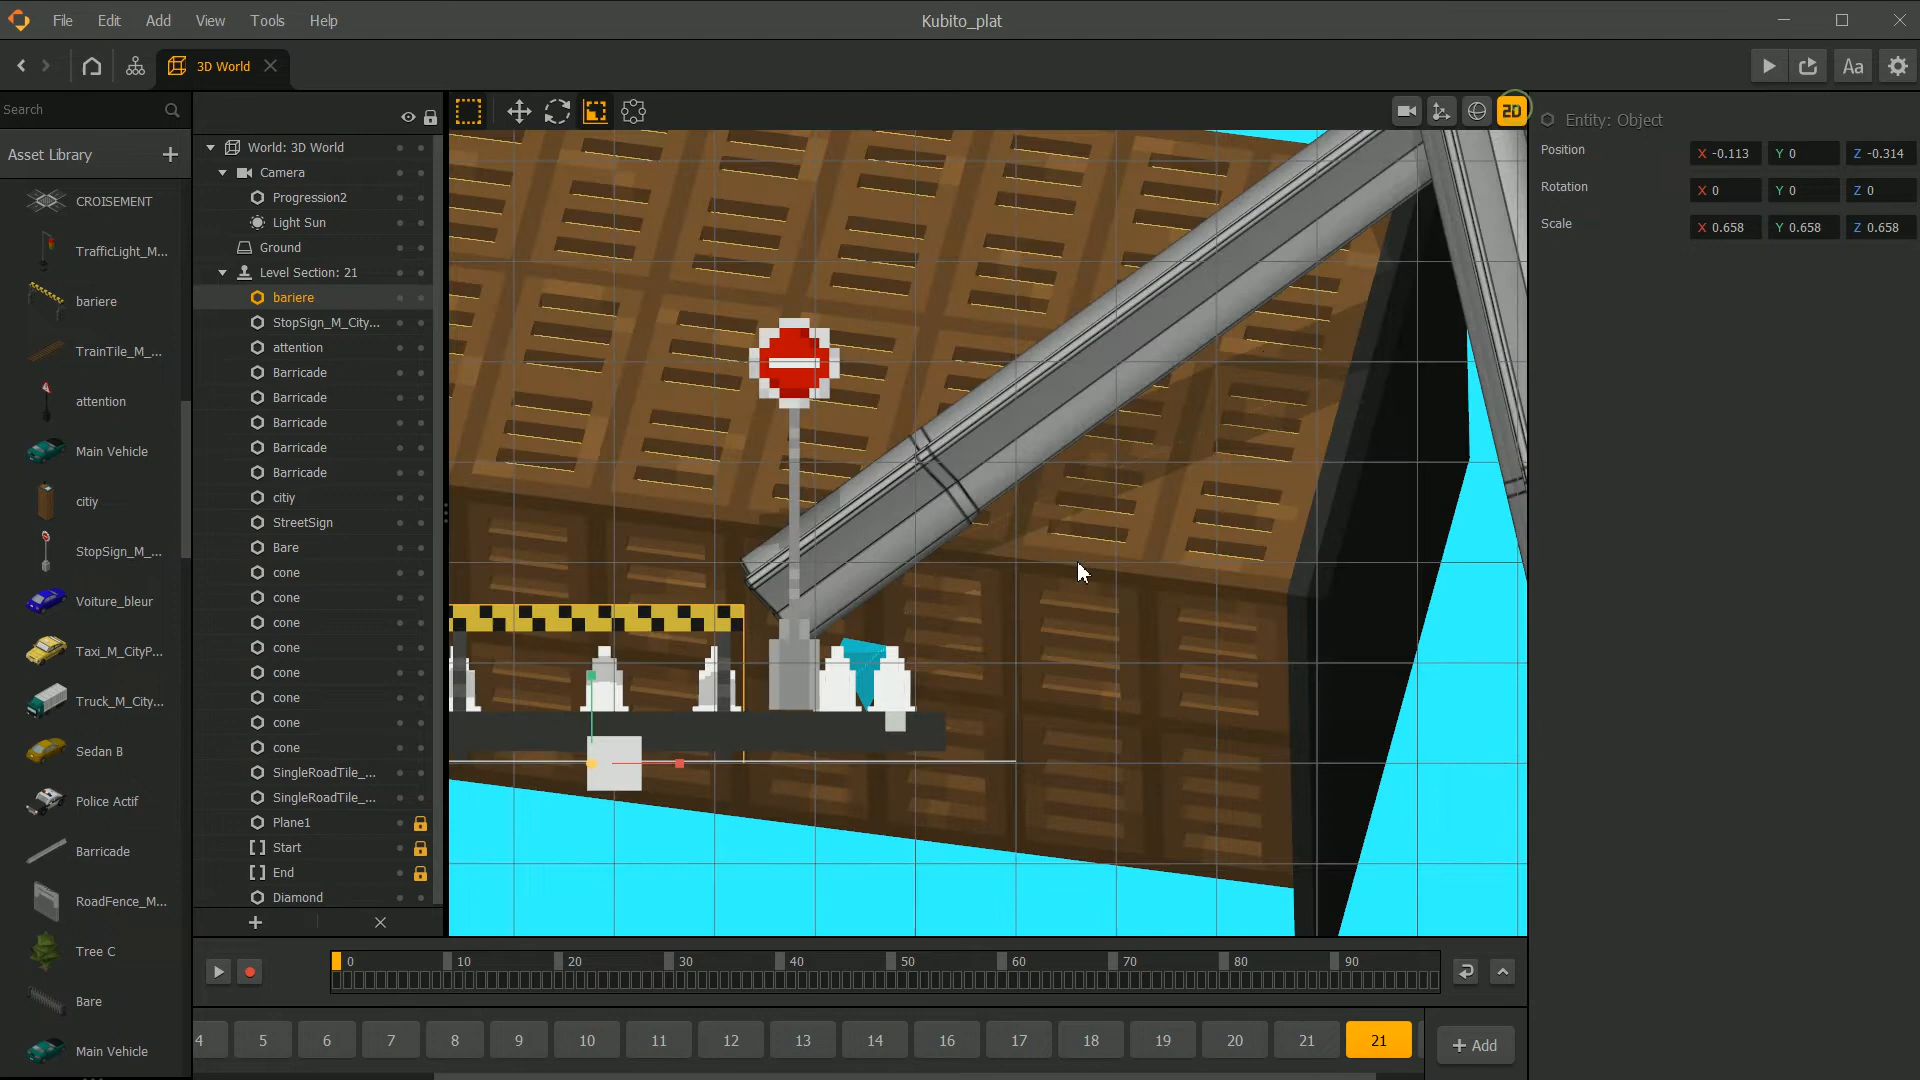 File Edit Add View Tools Help
Kubito_plat
3D World
Aa
Search
Asset Library
CROISEMENT
TrafficLight_M...
bariere
TrainTile_M_...
attention
Main Vehicle
citiy
StopSign_M_...
Voiture_bleur
Taxi_M_CityP...
Truck_M_City...
Sedan B
Police Actif
Barricade
RoadFence_M...
Tree C
Bare
Main Vehicle
World: 3D World
Camera
Progression2
Light Sun
Ground
Level Section: 21
bariere
StopSign_M_City...
attention
Barricade
Barricade
Barricade
Barricade
Barricade
citiy
StreetSign
Bare
cone
cone
cone
cone
cone
cone
cone
cone
SingleRoadTile_...
SingleRoadTile_...
Plane1
Start
End
Diamond
2D
Entity: Object
Position X -0.113 Y 0 Z -0.314
Rotation X 0 Y 0 Z 0
Scale X 0.658 Y 0.658 Z 0.658
0 10 20 30 40 50 60 70 80 90
4 5 6 7 8 9 10 11 12 13 14 16 17 18 19 20 21 21
+ Add